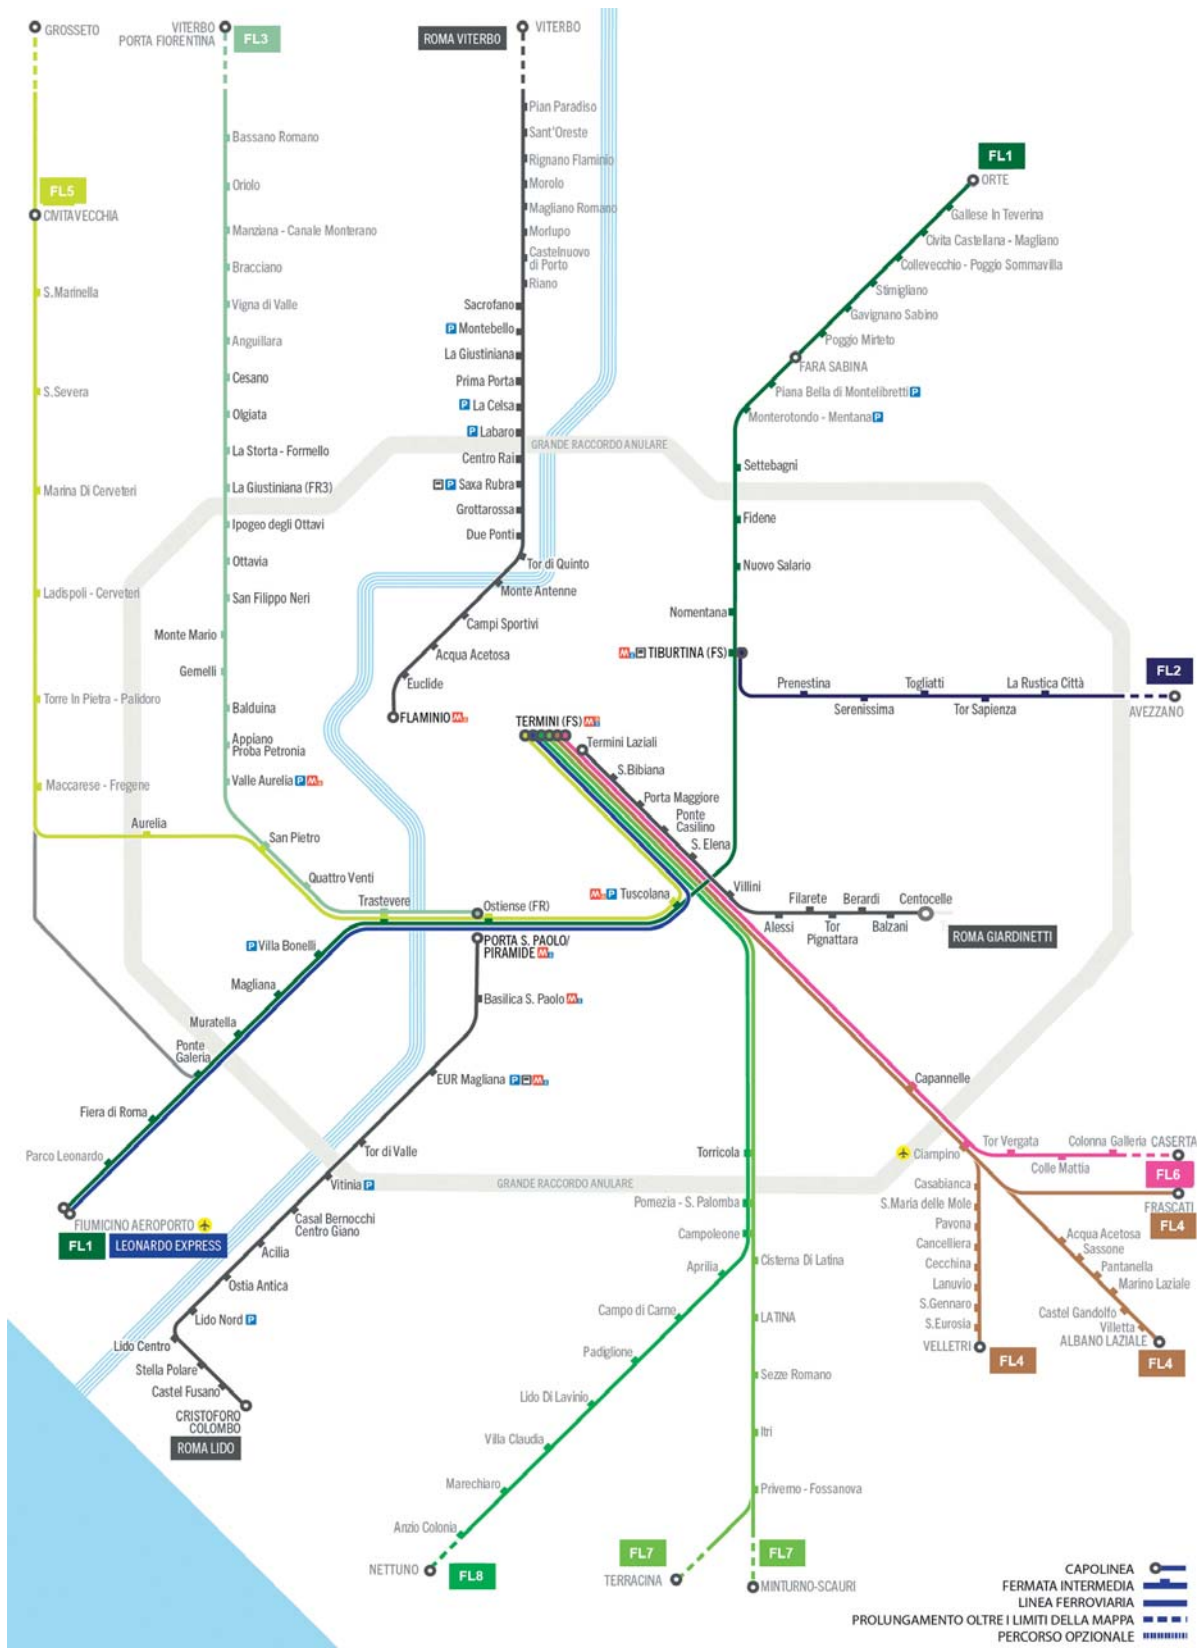 GROSSETO
VITERBO
PORTA FIORENTINA
FL3
ROMA VITERBO
VITERBO
FL5
CIVITAVECCHIA
S.Marinella
S.Severa
Marina Di Cerveteri
Ladispoli - Cerveteri
Torre In Pietra - Palidoro
Maccarese - Fregene
Aurelia
Bassano Romano
Oriolo
Manziana - Canale Monterano
Bracciano
Vigna di Valle
Anguillara
Cesano
Olgiata
La Storta - Formello
La Giustiniana (FR3)
Ipogeo degli Ottavi
Ottavia
San Filippo Neri
Monte Mario
Gemelli
Balduina
Appiano
Proba Petronia
Valle Aurelia P M
San Pietro
Quattro Venti
Trastevere
Ostiense (FR)
Pian Paradiso
Sant'Oreste
Rignano Flaminio
Morolo
Magliano Romano
Morlupo
Castelnuovo
di Porto
Riano
Sacrofano
P Montebello
La Giustiniana
Prima Porta
P La Celsa
P Labaro
Centro Rai
P Saxa Rubra
Grottarossa
Due Ponti
Tor di Quinto
Monte Antenne
Campi Sportivi
Acqua Acetosa
Euclide
FLAMINIO M
GRANDE RACCORDO ANULARE
FL1
ORTE
Gallese In Teverina
Civita Castellana - Magliano
Collevecchio - Poggio Sommavilla
Stimigliano
Gavignano Sabino
Poggio Mirteto
FARA SABINA
Piana Bella di Montelibretti P
Monterotondo - Mentana P
Settebagni
Fidene
Nuovo Salario
Nomentana
M TIBURTINA (FS)
FL2
Prenestina
Serenissima
Togliatti
Tor Sapienza
La Rustica Città
AVEZZANO
TERMINI (FS) M
Termini Laziali
S.Bibiana
Porta Maggiore
Ponte
Casilino
S. Elena
Villini
Alessi
Filarete
Tor
Pignattara
Berardi
Balzani
Centocelle
ROMA GIARDINETTI
M P Tuscolana
P Villa Bonelli
Magliana
Muratella
Ponte
Galeria
Fiera di Roma
Parco Leonardo
FIUMICINO AEROPORTO
FL1
LEONARDO EXPRESS
PORTA S. PAOLO/
PIRAMIDE M
Basilica S. Paolo M
EUR Magliana P M
Tor di Valle
Vitinia P
Casal Bernocchi
Centro Giano
Acilia
Ostia Antica
Lido Nord P
Lido Centro
Stella Polare
Castel Fusano
CRISTOFORO
COLOMBO
ROMA LIDO
GRANDE RACCORDO ANULARE
Capannelle
Ciampino
Tor Vergata
Colle Mattia
Colonna Galleria
CASERTA
FL6
FRASCATI
FL4
Casabianca
S.Maria delle Mole
Pavona
Cancelliera
Cecchina
Lanuvio
S.Gennaro
S.Eurosia
VELLETRI
FL4
Acqua Acetosa
Sassone
Pantanella
Marino Laziale
Castel Gandolfo
Villetta
ALBANO LAZIALE
FL4
Torricola
Pomezia - S. Palomba
Campoleone
Aprilia
Campo di Carne
Padiglione
Lido Di Lavinio
Villa Claudia
Marechiaro
Anzio Colonia
NETTUNO
FL8
Cisterna Di Latina
LATINA
Sezze Romano
Itri
Priverno - Fossanova
FL7
TERRACINA
FL7
MINTURNO-SCAURI
CAPOLINEA
FERMATA INTERMEDIA
LINEA FERROVIARIA
PROLUNGAMENTO OLTRE I LIMITI DELLA MAPPA
PERCORSO OPZIONALE